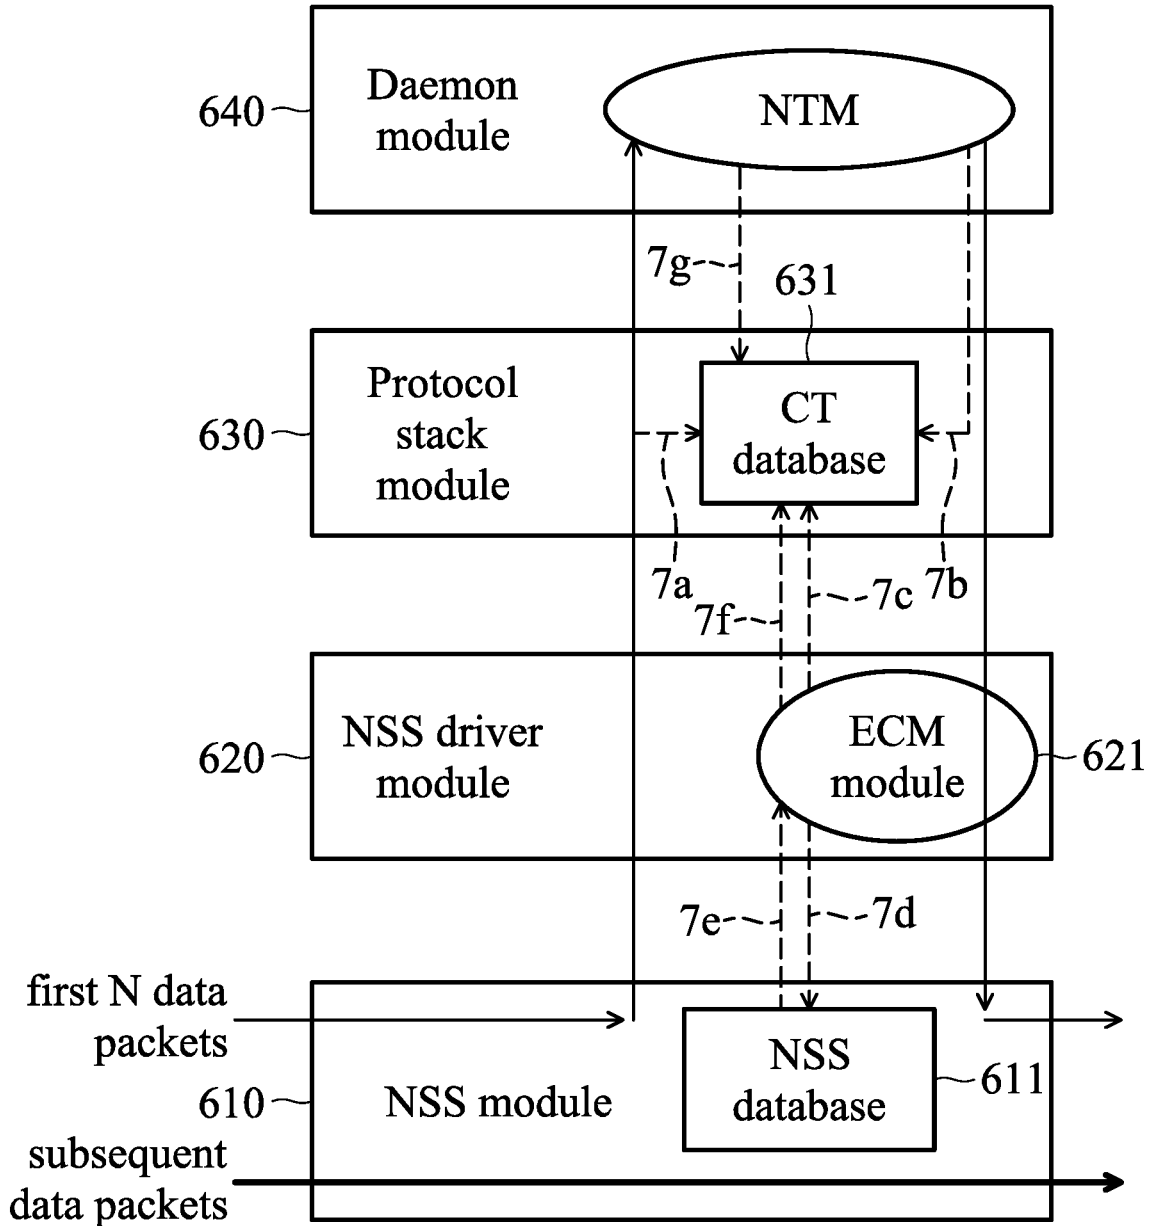 Daemon
module
640
NTM
7g
631
Protocol
stack
module
630
CT
database
7a
7b
7f
7c
NSS driver
module
620
ECM
module
621
7e
7d
first N data
packets
NSS
database
611
610
NSS module
subsequent
data packets